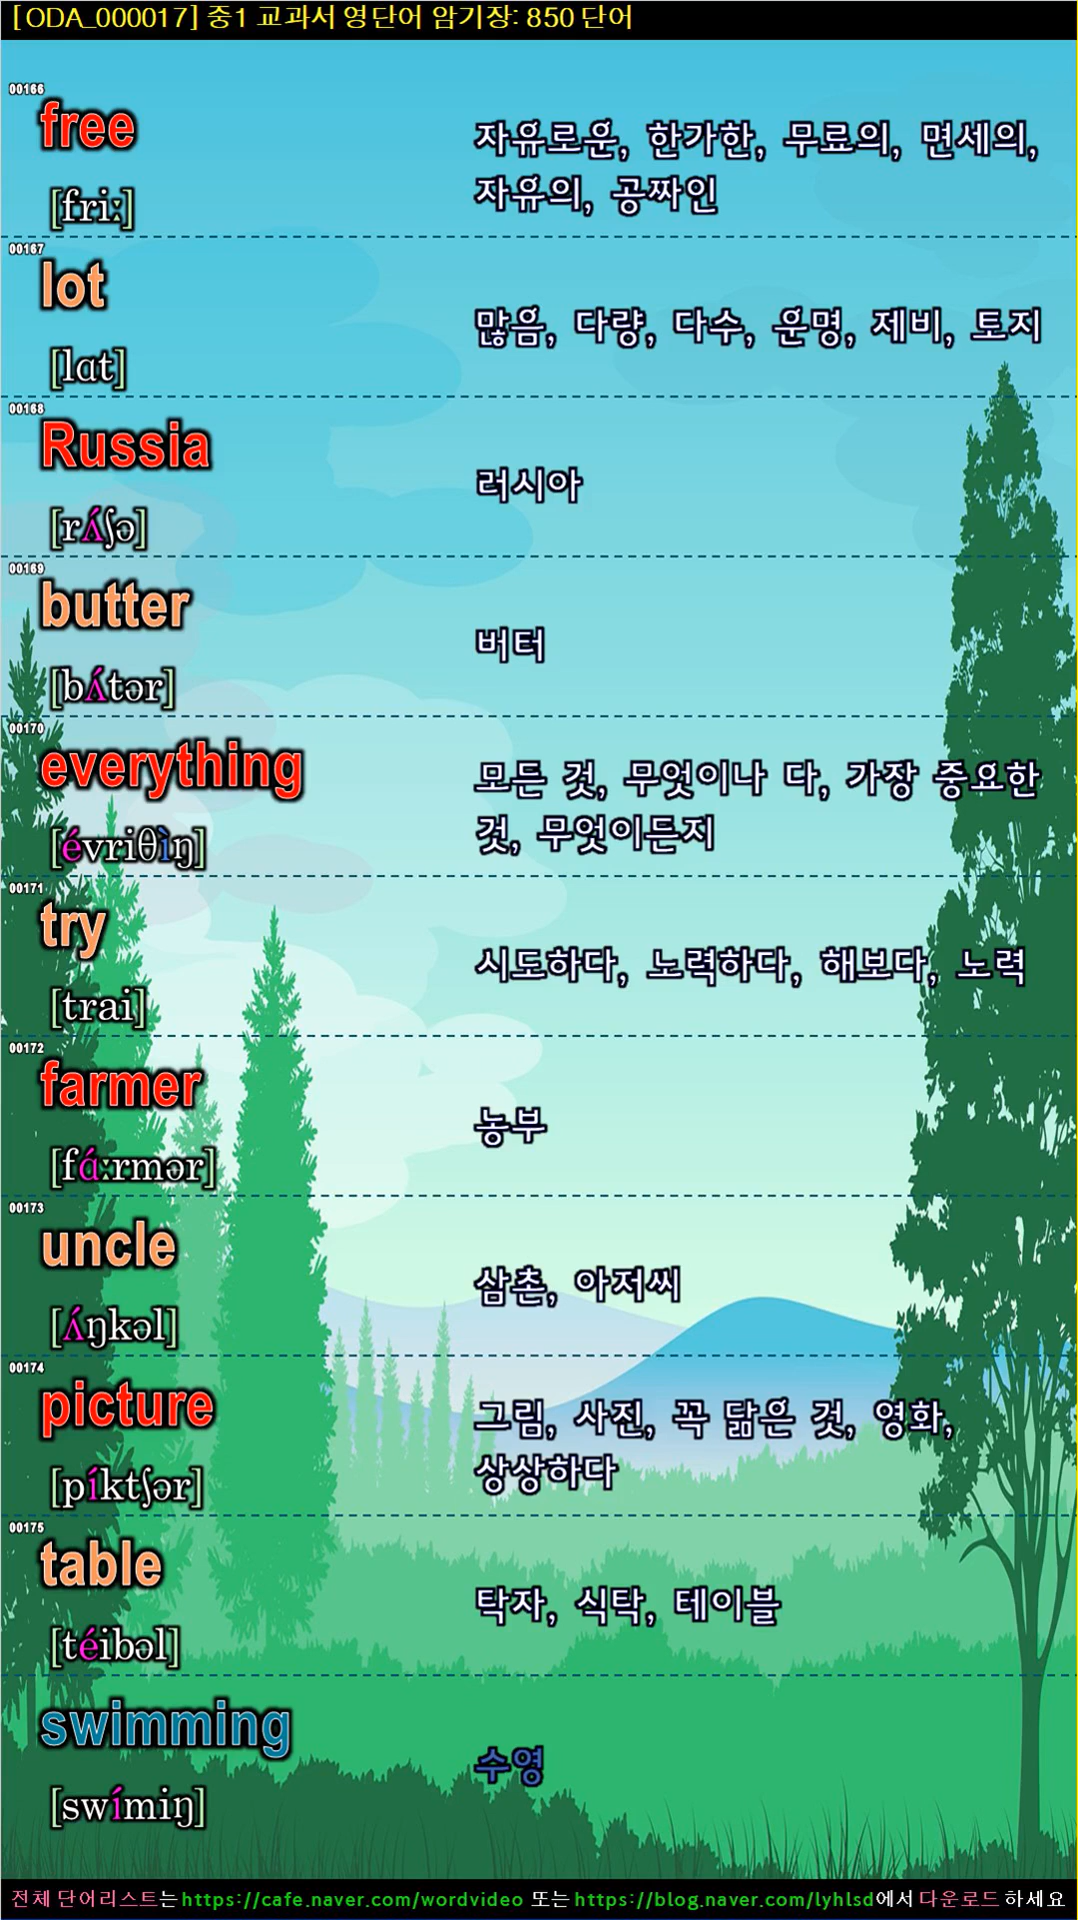 [ODA_000017] 중1 교과서 영단어 암기장: 850 단어
00166
free
자유로운, 한가한, 무료의, 면세의,
자유의, 공짜인
[friː]
00167
lot
많음, 다량, 다수, 운명, 제비, 토지
[lɑt]
00168
Russia
러시아
[rʌ́ʃə]
00169
butter
버터
[bʌ́tər]
00170
everything
모든 것, 무엇이나 다, 가장 중요한
것, 무엇이든지
[évriθìŋ]
00171
try
시도하다, 노력하다, 해보다, 노력
[trai]
00172
farmer
농부
[fɑ́ːrmər]
00173
uncle
삼촌, 아저씨
[ʌ́ŋkəl]
00174
picture
그림, 사진, 꼭 닮은 것, 영화,
상상하다
[píktʃər]
00175
table
탁자, 식탁, 테이블
[téibəl]
swimming
수영
[swímiŋ]
전체 단어리스트는 https://cafe.naver.com/wordvideo 또는 https://blog.naver.com/lyhlsd에서 다운로드 하세요